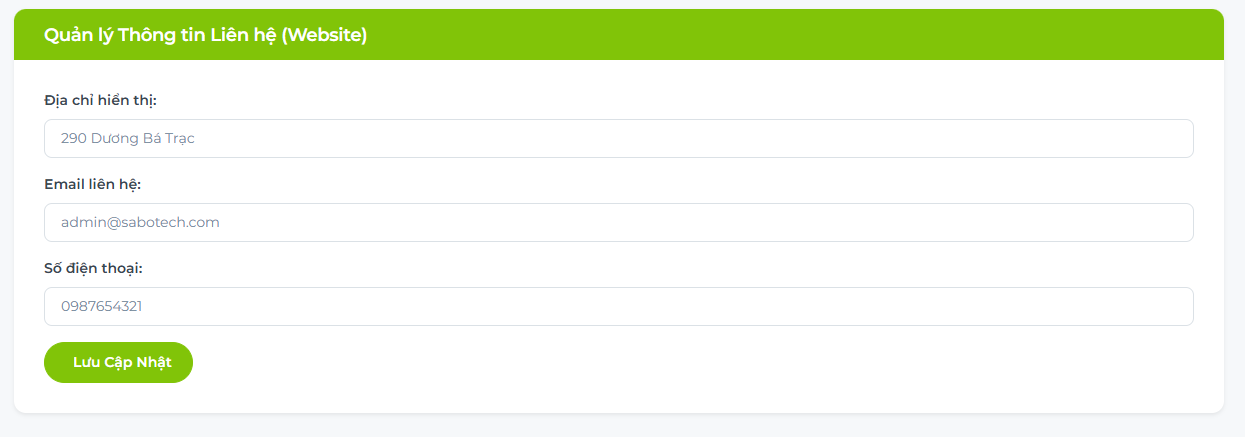 Quản lý Thông tin Liên hệ (Website)
Địa chỉ hiển thị:
290 Dương Bá Trạc
Email liên hệ:
admin@sabotech.com
Số điện thoại:
0987654321
Lưu Cập Nhật